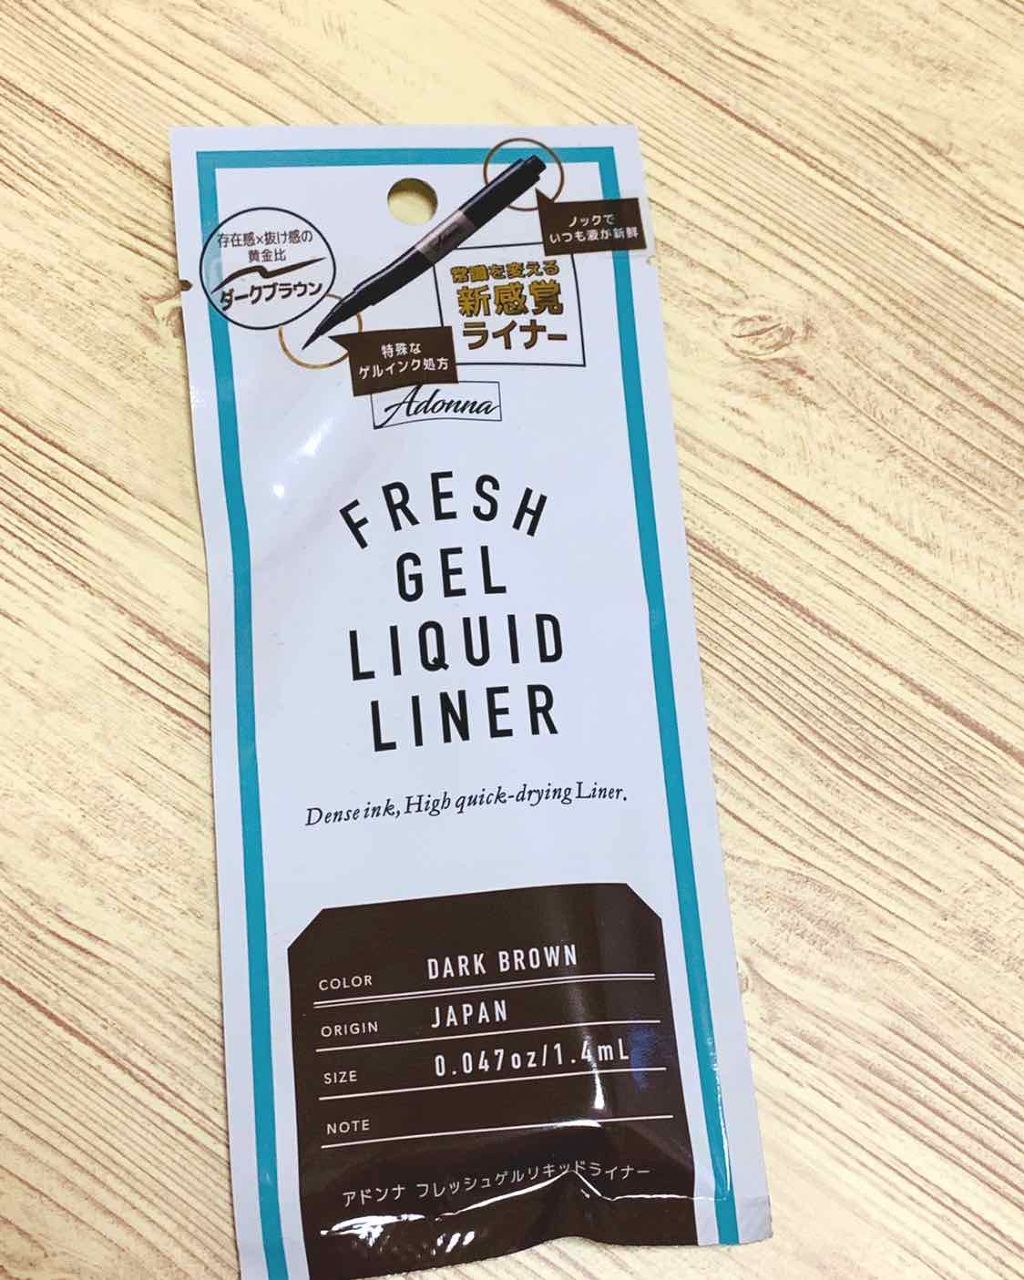 存在感×抜け感の
黄金比
ダークブラウン
ノックで
いつも液が新鮮
常識を変える
新感覚
ライナー
特殊な
ゲルインク処方
Adonna
FRESH
GEL
LIQUID
LINER
Dense ink, High quick-drying Liner.
COLOR DARK BROWN
ORIGIN JAPAN
SIZE 0.047oz/1.4mL
NOTE
アドンナ フレッシュゲルリキッドライナー